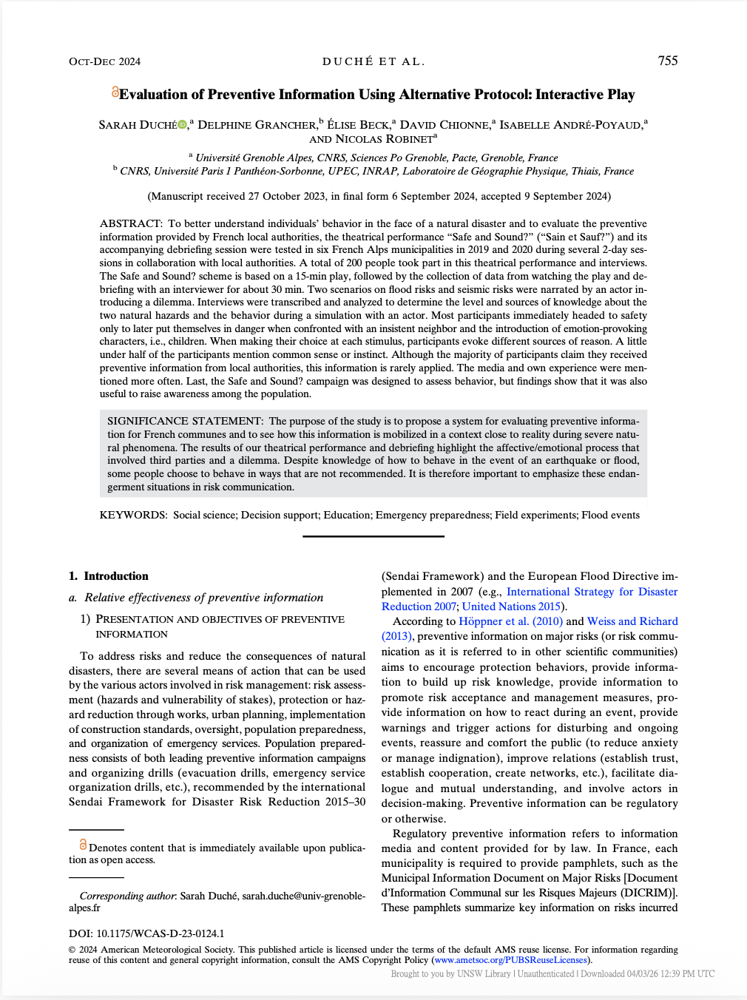 OCT-DEC 2024
DUCHÉ ET AL.
755
Evaluation of Preventive Information Using Alternative Protocol: Interactive Play
SARAH DUCHÉ,a DELPHINE GRANCHER,b ÉLISE BECK,a DAVID CHIONNE,a ISABELLE ANDRÉ-POYAUD,a
AND NICOLAS ROBINETa
a Université Grenoble Alpes, CNRS, Sciences Po Grenoble, Pacte, Grenoble, France
b CNRS, Université Paris 1 Panthéon-Sorbonne, UPEC, INRAP, Laboratoire de Géographie Physique, Thiais, France
(Manuscript received 27 October 2023, in final form 6 September 2024, accepted 9 September 2024)
ABSTRACT: To better understand individuals’ behavior in the face of a natural disaster and to evaluate the preventive
information provided by French local authorities, the theatrical performance “Safe and Sound?” (“Sain et Sauf?”) and its
accompanying debriefing session were tested in six French Alps municipalities in 2019 and 2020 during several 2-day ses-
sions in collaboration with local authorities. A total of 200 people took part in this theatrical performance and interviews.
The Safe and Sound? scheme is based on a 15-min play, followed by the collection of data from watching the play and de-
briefing with an interviewer for about 30 min. Two scenarios on flood risks and seismic risks were narrated by an actor in-
troducing a dilemma. Interviews were transcribed and analyzed to determine the level and sources of knowledge about the
two natural hazards and the behavior during a simulation with an actor. Most participants immediately headed to safety
only to later put themselves in danger when confronted with an insistent neighbor and the introduction of emotion-provoking
characters, i.e., children. When making their choice at each stimulus, participants evoke different sources of reason. A little
under half of the participants mention common sense or instinct. Although the majority of participants claim they received
preventive information from local authorities, this information is rarely applied. The media and own experience were men-
tioned more often. Last, the Safe and Sound? campaign was designed to assess behavior, but findings show that it was also
useful to raise awareness among the population.
SIGNIFICANCE STATEMENT: The purpose of the study is to propose a system for evaluating preventive informa-
tion for French communes and to see how this information is mobilized in a context close to reality during severe natu-
ral phenomena. The results of our theatrical performance and debriefing highlight the affective/emotional process that
involved third parties and a dilemma. Despite knowledge of how to behave in the event of an earthquake or flood,
some people choose to behave in ways that are not recommended. It is therefore important to emphasize these endan-
germent situations in risk communication.
KEYWORDS: Social science; Decision support; Education; Emergency preparedness; Field experiments; Flood events
1. Introduction
a. Relative effectiveness of preventive information
1) PRESENTATION AND OBJECTIVES OF PREVENTIVE
INFORMATION
To address risks and reduce the consequences of natural
disasters, there are several means of action that can be used
by the various actors involved in risk management: risk assess-
ment (hazards and vulnerability of stakes), protection or haz-
ard reduction through works, urban planning, implementation
of construction standards, oversight, population preparedness,
and organization of emergency services. Population prepared-
ness consists of both leading preventive information campaigns
and organizing drills (evacuation drills, emergency service
organization drills, etc.), recommended by the international
Sendai Framework for Disaster Risk Reduction 2015–30
Denotes content that is immediately available upon publica-
tion as open access.
Corresponding author: Sarah Duché, sarah.duche@univ-grenoble-
alpes.fr
(Sendai Framework) and the European Flood Directive im-
plemented in 2007 (e.g., International Strategy for Disaster
Reduction 2007; United Nations 2015).
According to Höppner et al. (2010) and Weiss and Richard
(2013), preventive information on major risks (or risk commu-
nication as it is referred to in other scientific communities)
aims to encourage protection behaviors, provide informa-
tion to build up risk knowledge, provide information to
promote risk acceptance and management measures, pro-
vide information on how to react during an event, provide
warnings and trigger actions for disturbing and ongoing
events, reassure and comfort the public (to reduce anxiety
or manage indignation), improve relations (establish trust,
establish cooperation, create networks, etc.), facilitate dia-
logue and mutual understanding, and involve actors in
decision-making. Preventive information can be regulatory
or otherwise.
Regulatory preventive information refers to information
media and content provided for by law. In France, each
municipality is required to provide pamphlets, such as the
Municipal Information Document on Major Risks [Document
d’Information Communal sur les Risques Majeurs (DICRIM)].
These pamphlets summarize key information on risks incurred
DOI: 10.1175/WCAS-D-23-0124.1
© 2024 American Meteorological Society. This published article is licensed under the terms of the default AMS reuse license. For information regarding
reuse of this content and general copyright information, consult the AMS Copyright Policy (www.ametsoc.org/PUBSReuseLicenses).
Brought to you by UNSW Library | Unauthenticated | Downloaded 04/03/26 12:39 PM UTC